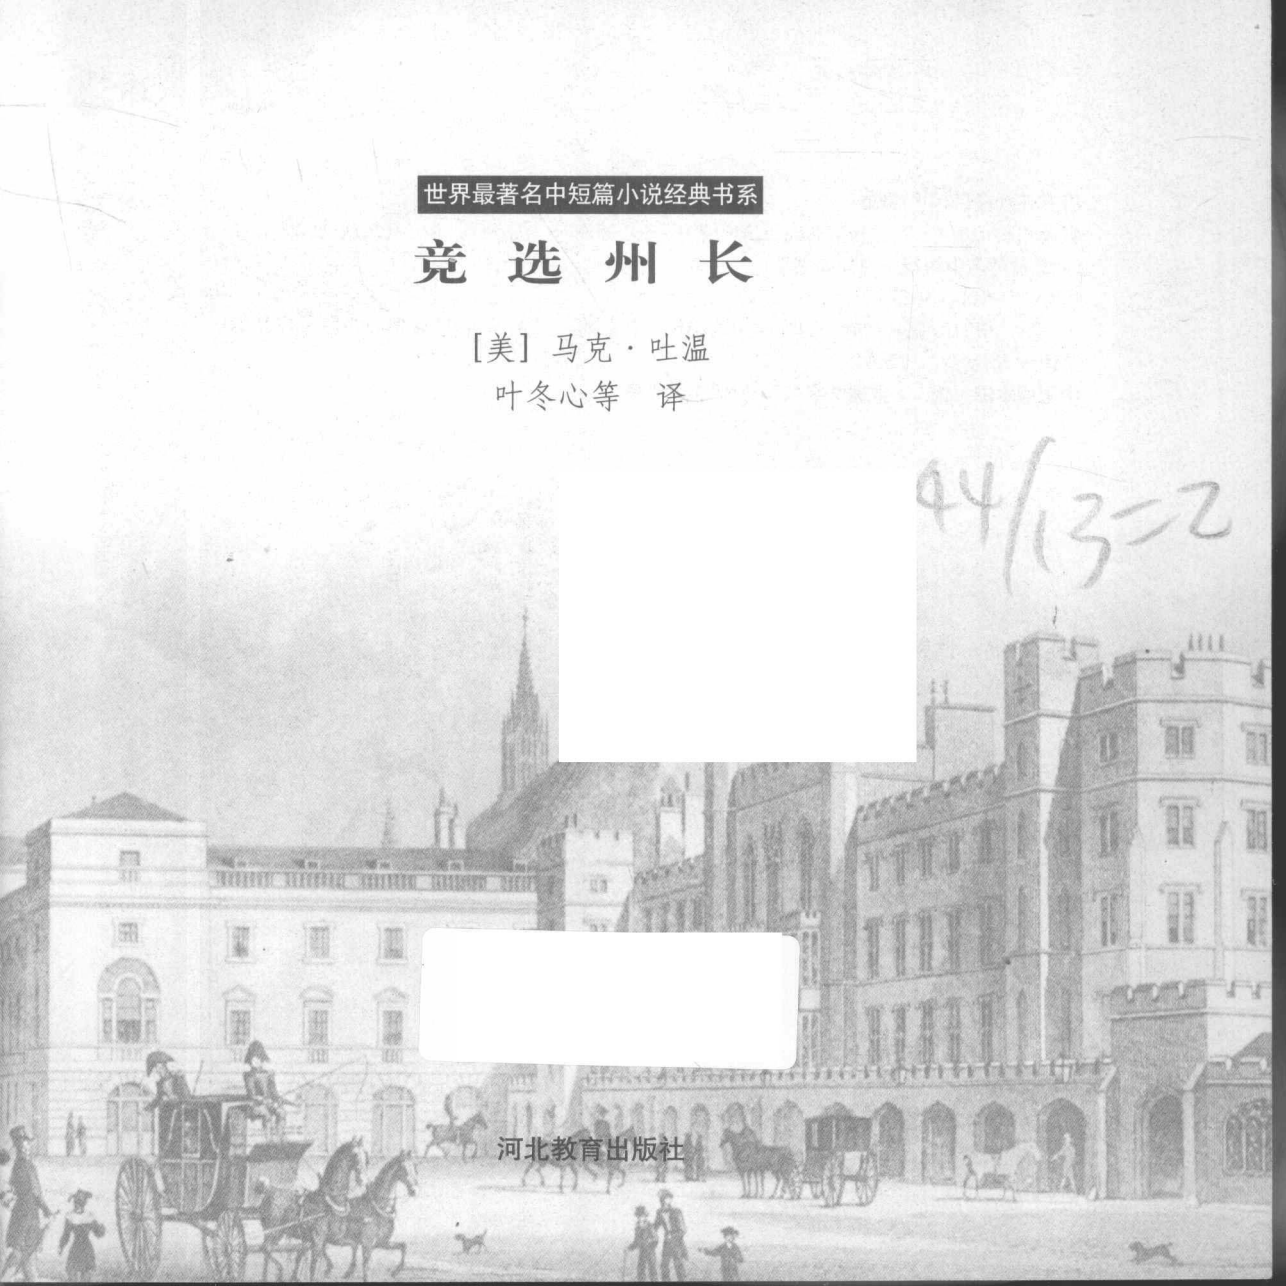 世界最著名中短篇小说经典书系
竞选州长
[美] 马克·吐温
叶冬心等 译
44/13=2
河北教育出版社